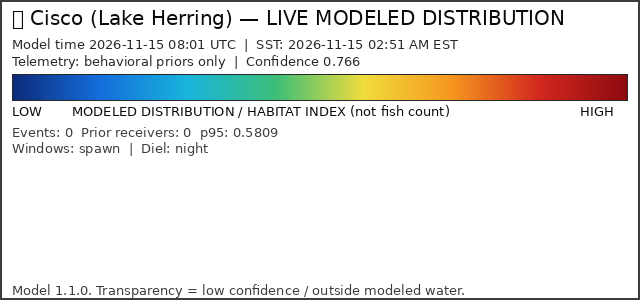 Cisco (Lake Herring) — LIVE MODELED DISTRIBUTION
Model time 2026-11-15 08:01 UTC | SST: 2026-11-15 02:51 AM EST
Telemetry: behavioral priors only | Confidence 0.766
LOW MODELED DISTRIBUTION / HABITAT INDEX (not fish count) HIGH
Events: 0 Prior receivers: 0 p95: 0.5809
Windows: spawn | Diel: night
Model 1.1.0. Transparency = low confidence / outside modeled water.